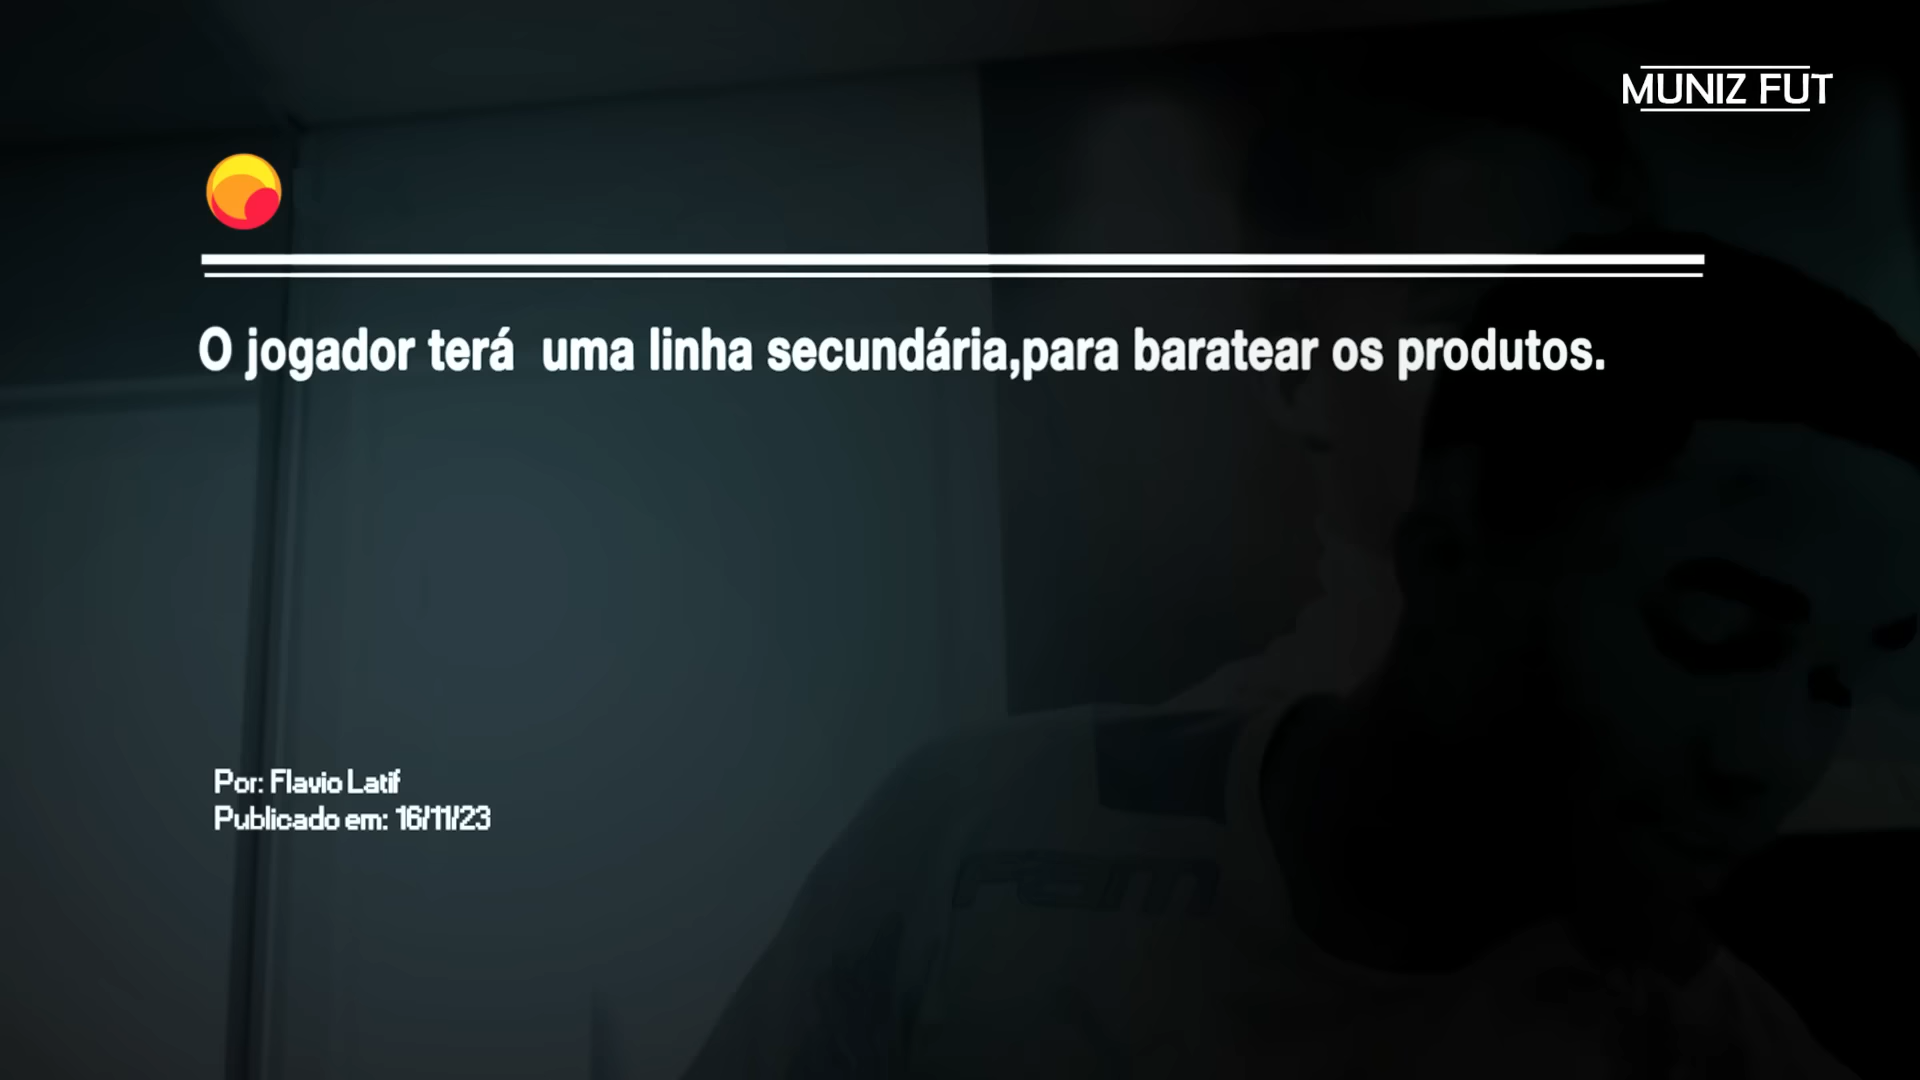 MUNIZ FUT
O jogador terá  uma linha secundária,para baratear os produtos.
Por: Flavio Latif
Publicado em: 16/11/23
FAM